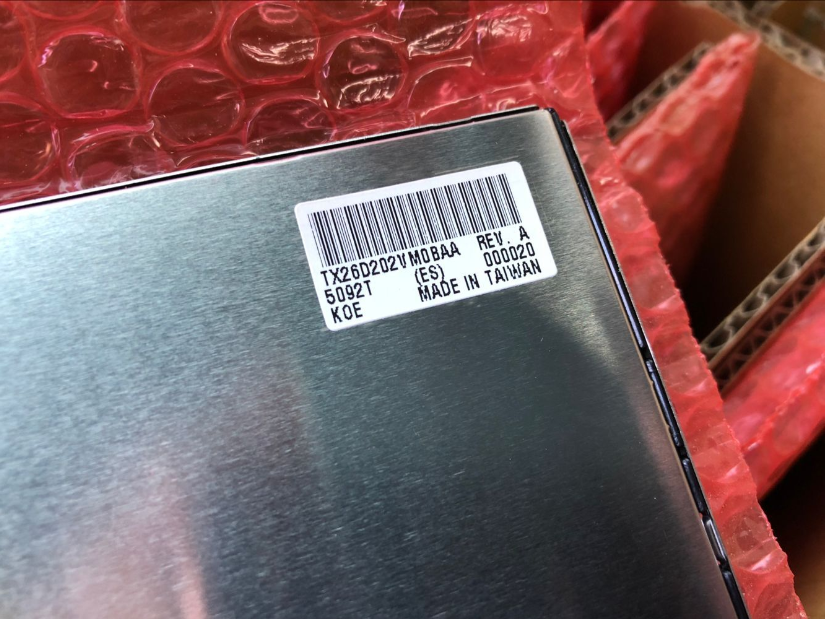 TX26D202VM0BAA REV. A
5092T (ES) 000020
KOE MADE IN TAIWAN